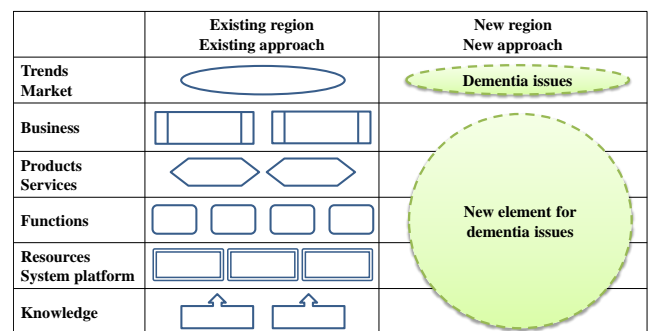 Existing region
Existing approach
New region
New approach
Trends
Market
Dementia issues
Business
Products
Services
Functions
New element for
dementia issues
Resources
System platform
Knowledge